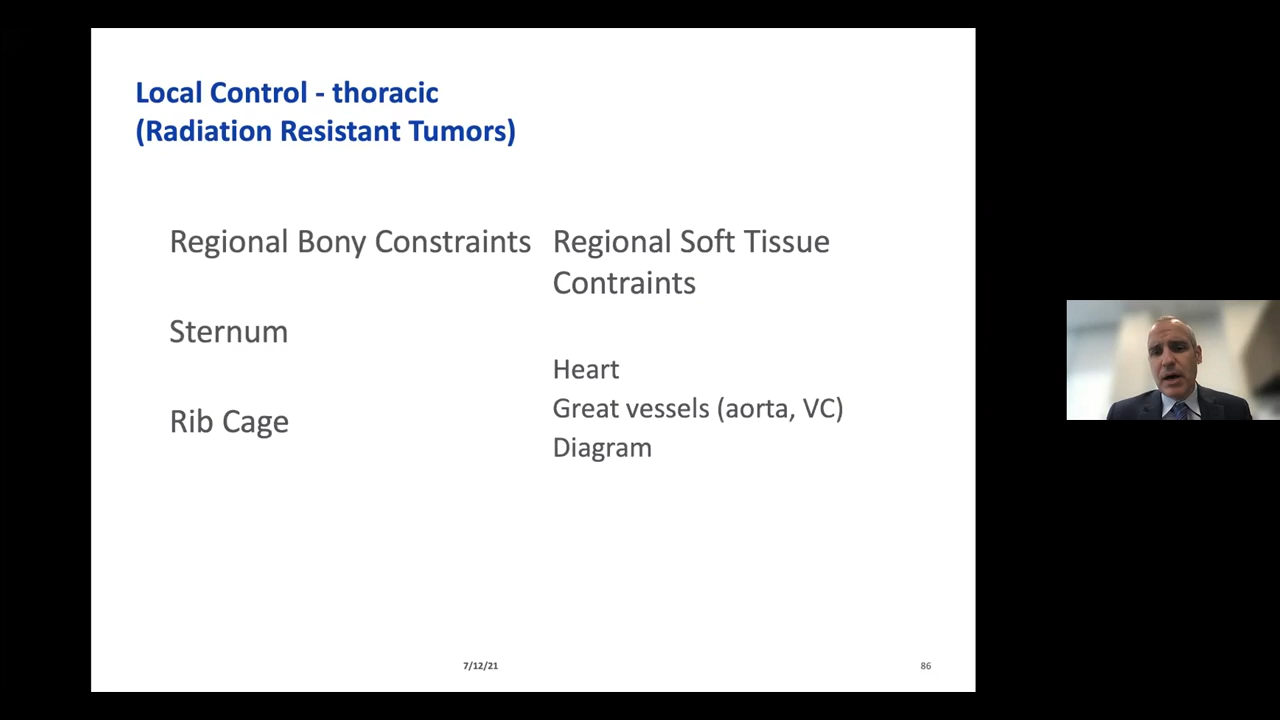 Local Control - thoracic
(Radiation Resistant Tumors)
Regional Bony Constraints
Sternum
Rib Cage
Regional Soft Tissue
Contraints
Heart
Great vessels (aorta, VC)
Diagram
7/12/21
86